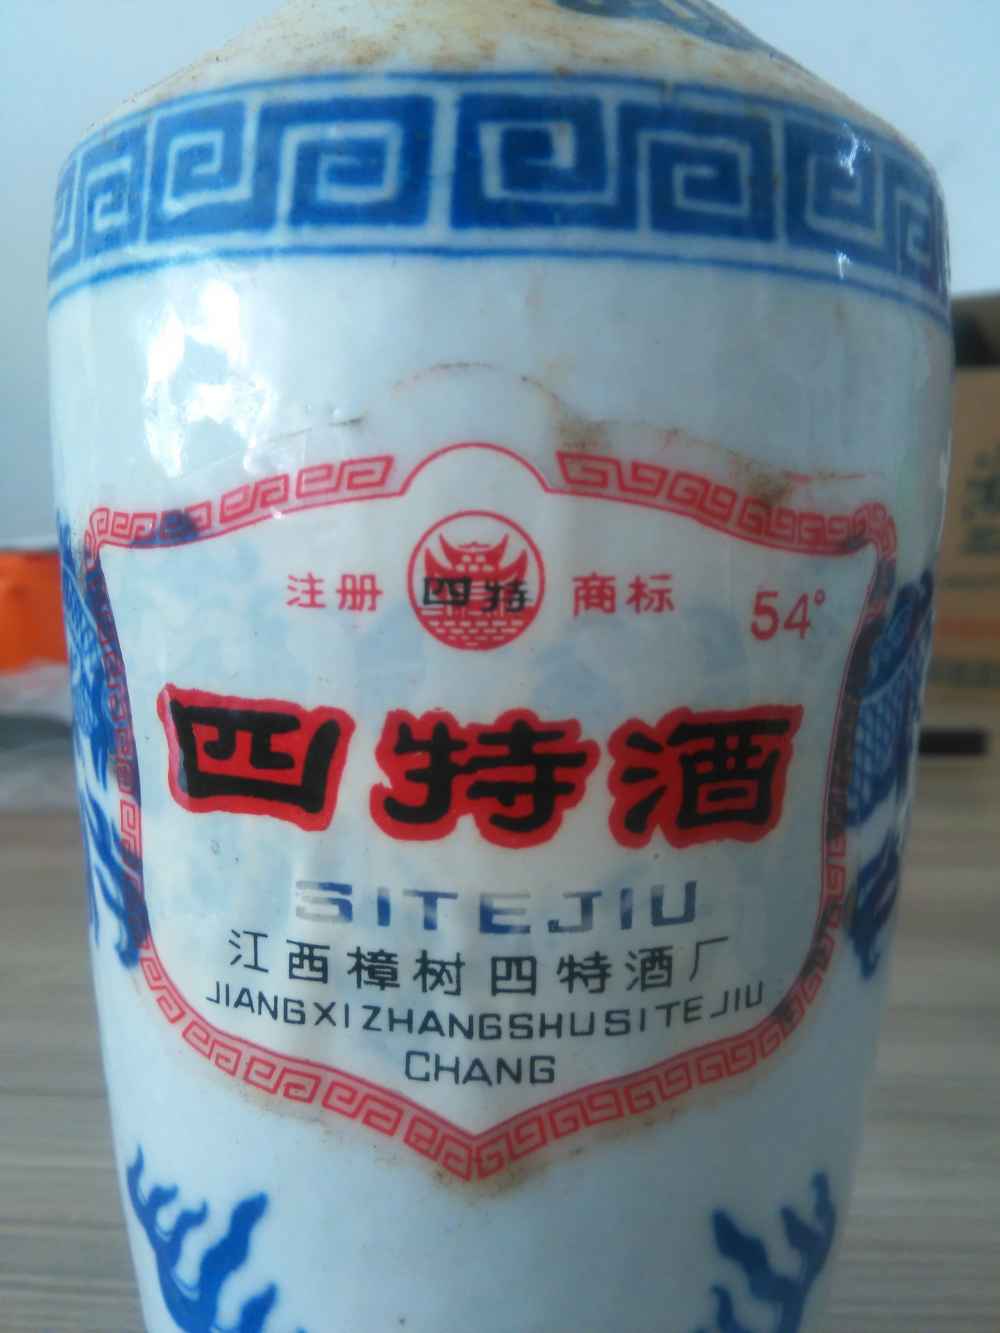 注册 四特 商标 54°
四特酒
SITEJIU
江西樟树四特酒厂
JIANGXIZHANGSHUSITEJIU
CHANG